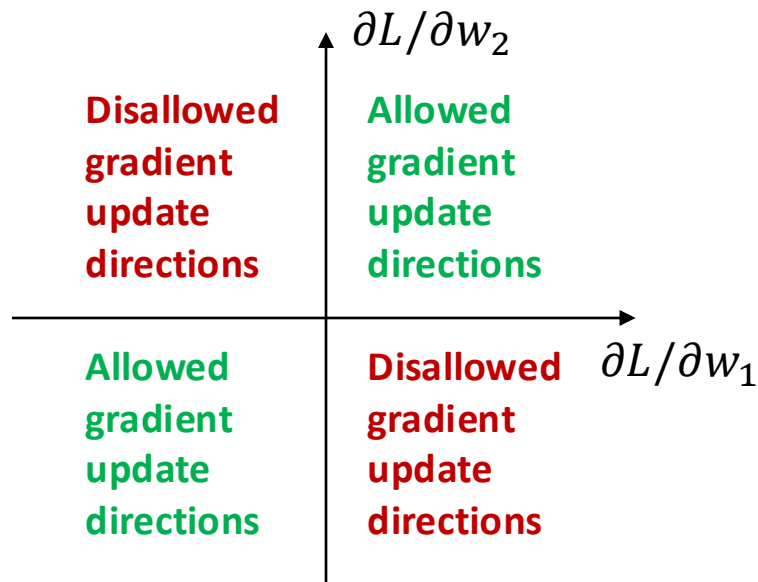 ∂L/∂w₂
Disallowed
gradient
update
directions
Allowed
gradient
update
directions
∂L/∂w₁
Allowed
gradient
update
directions
Disallowed
gradient
update
directions